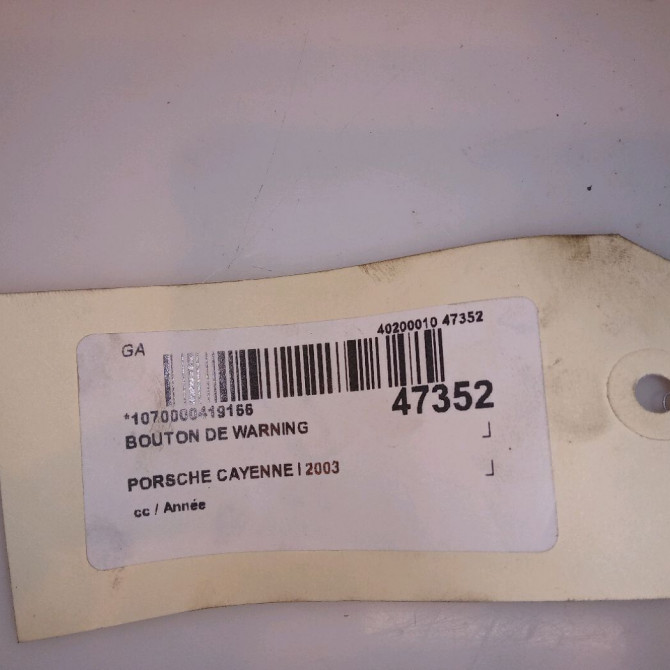 GA
40200010 47352
*1070000419166
47352
BOUTON DE WARNING
PORSCHE CAYENNE I 2003
cc / Année